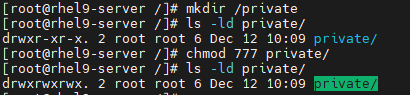 [root@rhel9-server /]# mkdir /private
[root@rhel9-server /]# ls -ld private/
drwxr-xr-x. 2 root root 6 Dec 12 10:09 private/
[root@rhel9-server /]# chmod 777 private/
[root@rhel9-server /]# ls -ld private/
drwxrwxrwx. 2 root root 6 Dec 12 10:09 private/